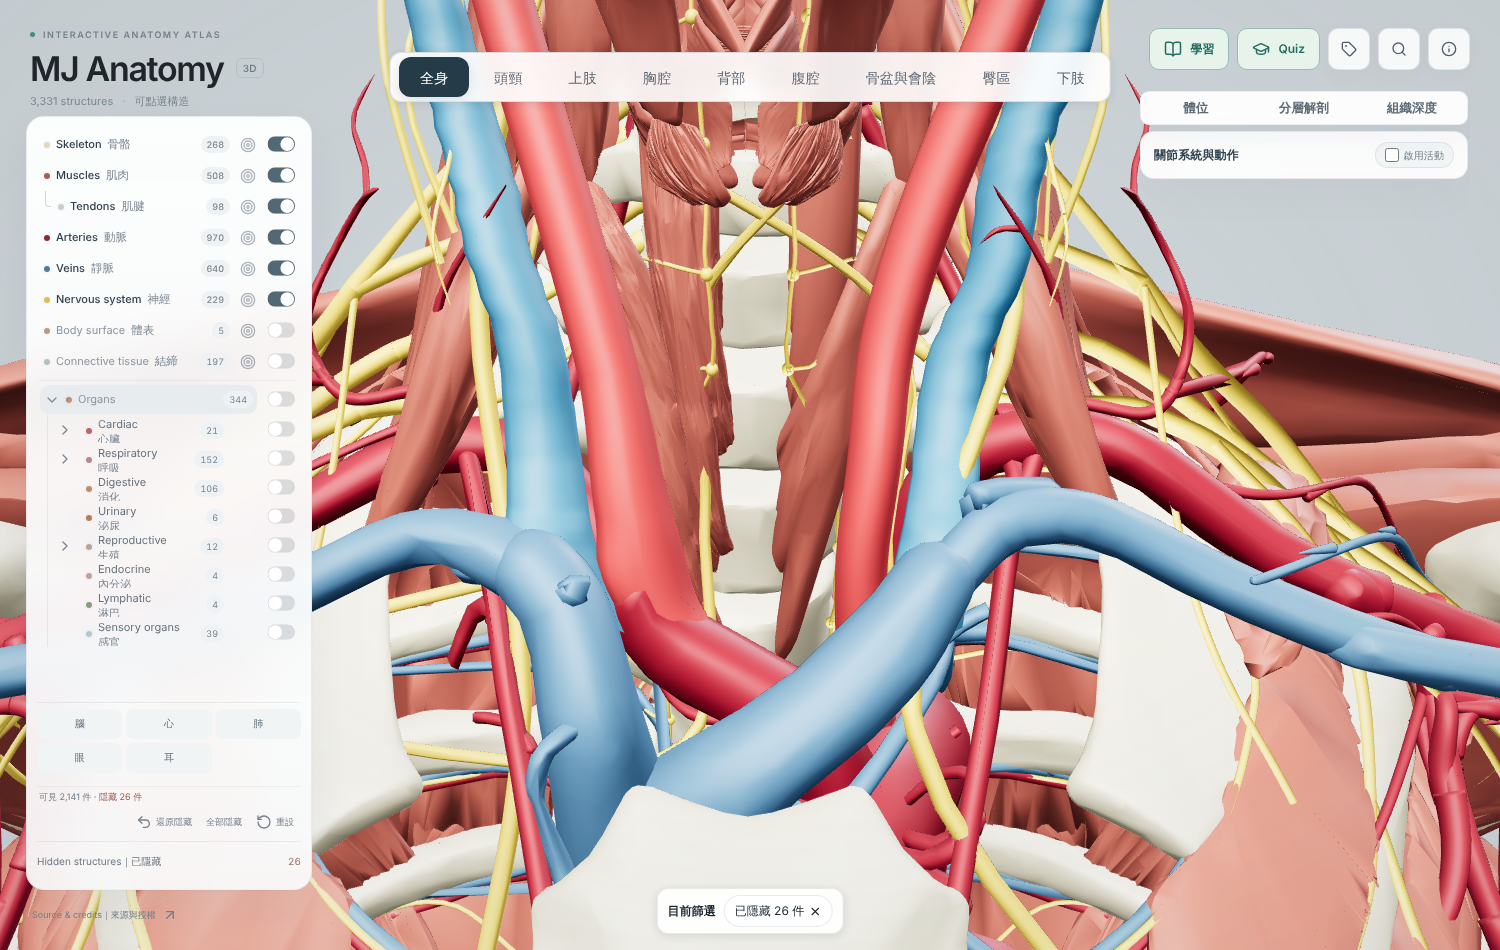 INTERACTIVE ANATOMY ATLAS
MJ Anatomy 3D
3,331 structures · 可點選構造
全身 頭頸 上肢 胸腔 背部 腹腔 骨盆與會陰 臀區 下肢
學習 Quiz
體位 分層解剖 組織深度
關節系統與動作 啟用活動
Skeleton 骨骼 268
Muscles 肌肉 508
Tendons 肌腱 98
Arteries 動脈 970
Veins 靜脈 640
Nervous system 神經 229
Body surface 體表 5
Connective tissue 結締 197
Organs 344
Cardiac 21
心臟
Respiratory 152
呼吸
Digestive 106
消化
Urinary 6
泌尿
Reproductive 12
生殖
Endocrine 4
內分泌
Lymphatic 4
淋巴
Sensory organs 39
感官
腦 心 肺
眼 耳
可見 2,141 件 · 隱藏 26 件
還原隱藏 全部隱藏 重設
Hidden structures | 已隱藏 26
Source & credits | 來源與授權
目前篩選 已隱藏 26 件